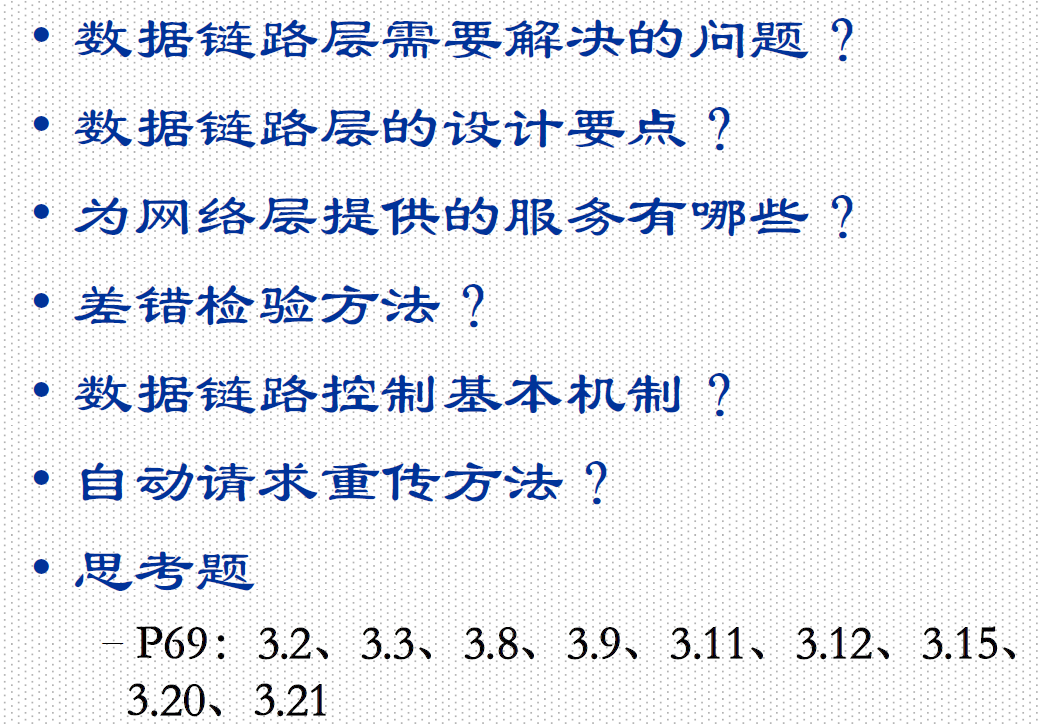 • 数据链路层需要解决的问题？
• 数据链路层的设计要点？
• 为网络层提供的服务有哪些？
• 差错检验方法？
• 数据链路控制基本机制？
• 自动请求重传方法？
• 思考题
– P69：3.2、3.3、3.8、3.9、3.11、3.12、3.15、
3.20、3.21